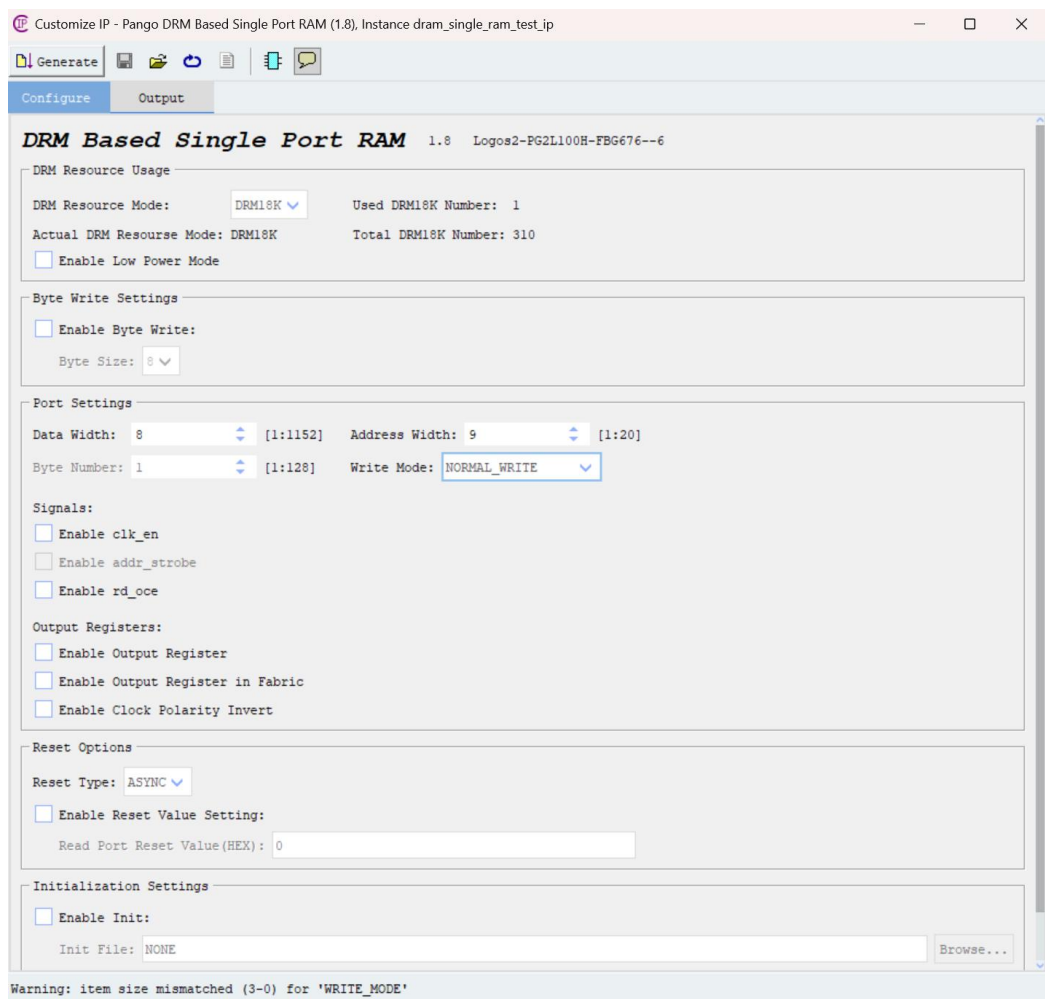 Customize IP - Pango DRM Based Single Port RAM (1.8), Instance dram_single_ram_test_ip
Generate
Configure Output
DRM Based Single Port RAM 1.8 Logos2-PG2L100H-FBG676--6
DRM Resource Usage
DRM Resource Mode: DRM18K Used DRM18K Number: 1
Actual DRM Resourse Mode: DRM18K Total DRM18K Number: 310
Enable Low Power Mode
Byte Write Settings
Enable Byte Write:
Byte Size: 8
Port Settings
Data Width: 8 [1:1152] Address Width: 9 [1:20]
Byte Number: 1 [1:128] Write Mode: NORMAL_WRITE
Signals:
Enable clk_en
Enable addr_strobe
Enable rd_oce
Output Registers:
Enable Output Register
Enable Output Register in Fabric
Enable Clock Polarity Invert
Reset Options
Reset Type: ASYNC
Enable Reset Value Setting:
Read Port Reset Value(HEX): 0
Initialization Settings
Enable Init:
Init File: NONE Browse...
Warning: item size mismatched (3-0) for 'WRITE_MODE'